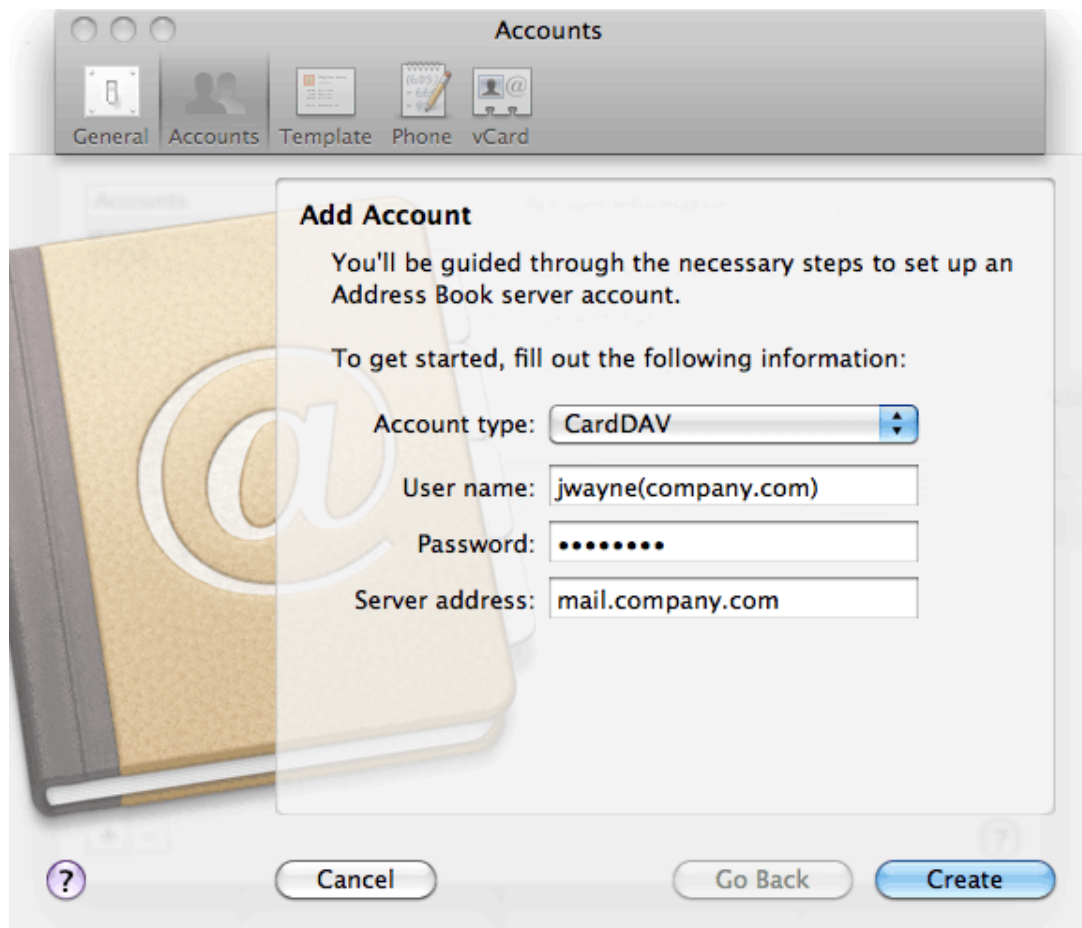 Accounts
General Accounts Template Phone vCard
Add Account
You'll be guided through the necessary steps to set up an
Address Book server account.
To get started, fill out the following information:
Account type: CardDAV
User name: jwayne(company.com)
Password: ••••••••
Server address: mail.company.com
? Cancel Go Back Create